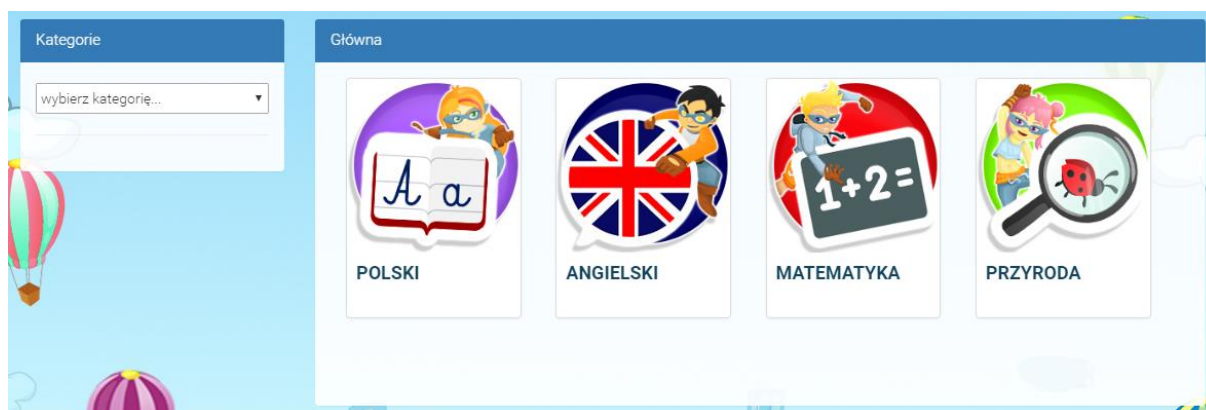 Kategorie
wybierz kategorię...
Główna
A a
POLSKI
ANGIELSKI
1+2=
MATEMATYKA
PRZYRODA